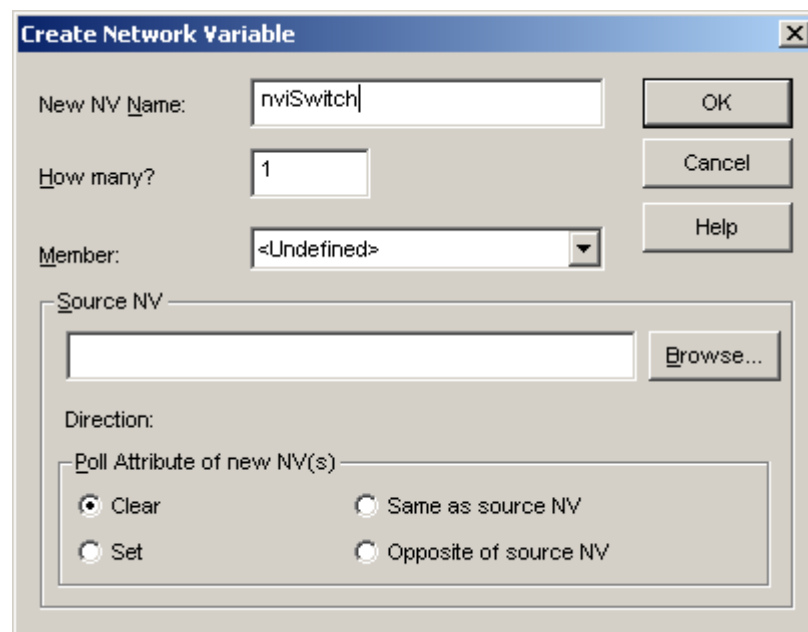 Create Network Variable
New NV Name: nviSwitch OK
How many? 1 Cancel
Member: <Undefined> Help
Source NV
Browse...
Direction:
Poll Attribute of new NV(s)
Clear Same as source NV
Set Opposite of source NV